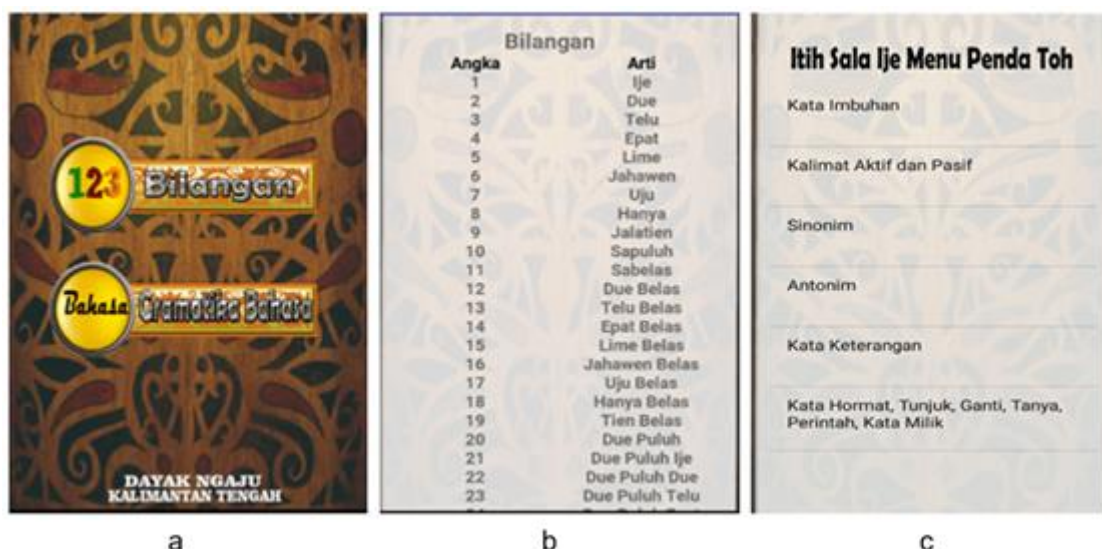 123 Bilangan
Bahasa Gramatika Bahasa
DAYAK NGAJU
KALIMANTAN TENGAH
a
Bilangan
Angka Arti
1 Ije
2 Due
3 Telu
4 Epat
5 Lime
6 Jahawen
7 Uju
8 Hanya
9 Jalatien
10 Sapuluh
11 Sabelas
12 Due Belas
13 Telu Belas
14 Epat Belas
15 Lime Belas
16 Jahawen Belas
17 Uju Belas
18 Hanya Belas
19 Tien Belas
20 Due Puluh
21 Due Puluh Ije
22 Due Puluh Due
23 Due Puluh Telu
b
Itih Sala Ije Menu Penda Toh
Kata Imbuhan
Kalimat Aktif dan Pasif
Sinonim
Antonim
Kata Keterangan
Kata Hormat, Tunjuk, Ganti, Tanya,
Perintah, Kata Milik
c